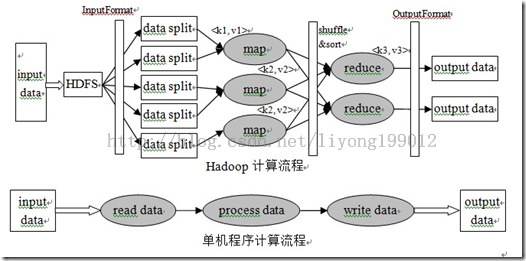 InputFormat
OutputFormat
data split
data split
data split
data split
data split
<k1, v1>
<k2, v2>
<k2, v2>
map
map
map
shuffle
&sort
<k3, v3>
reduce
reduce
input
data
HDFS
output data
output data
http://blog.csdn.net/liyong199012
Hadoop 计算流程
input
data
read data
process data
write data
output
data
单机程序计算流程